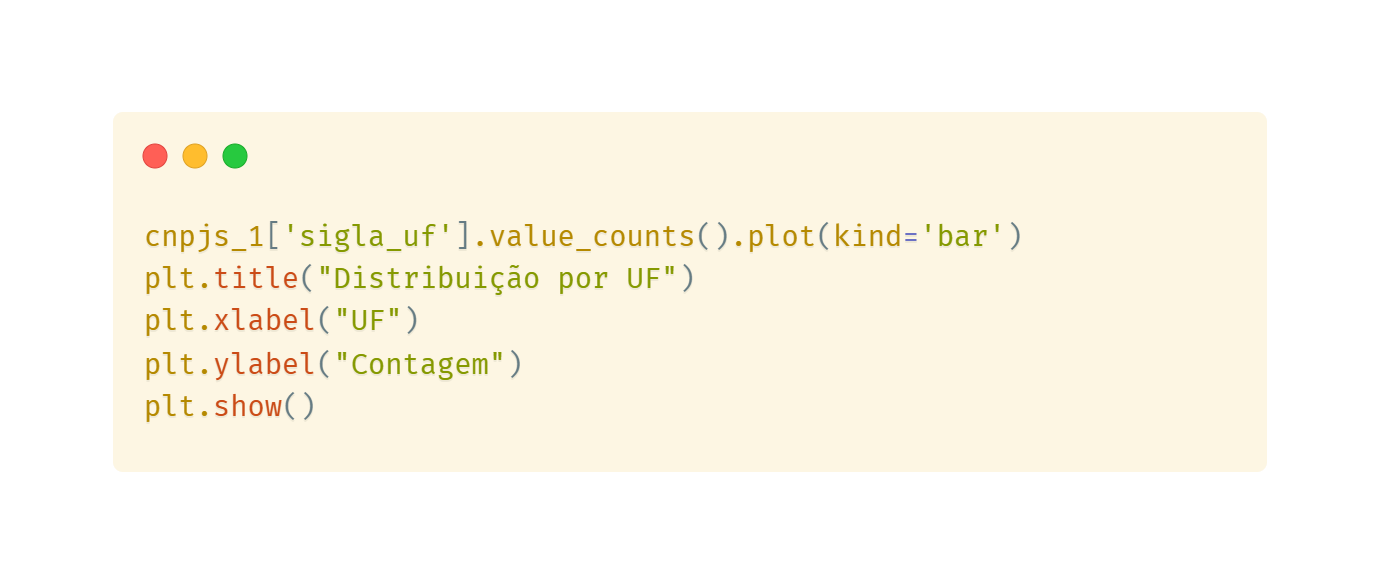 cnpjs_1['sigla_uf'].value_counts().plot(kind='bar')
plt.title("Distribuição por UF")
plt.xlabel("UF")
plt.ylabel("Contagem")
plt.show()